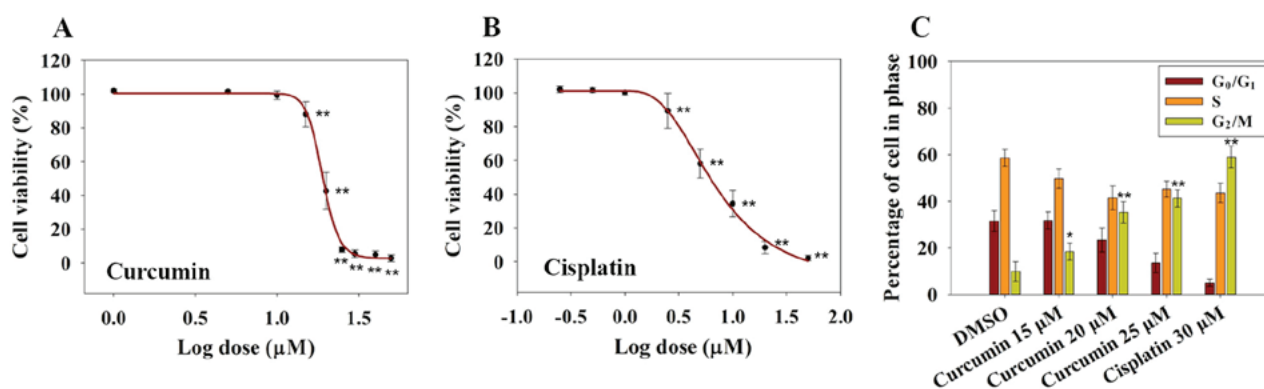 A
Cell viability (%)
120
100
80
60
40
20
0
**
**
** ** ** **
Curcumin
0.0 0.5 1.0 1.5
Log dose (µM)
B
Cell viability (%)
120
100
80
60
40
20
0
**
**
**
**
**
Cisplatin
-1.0 -0.5 0.0 0.5 1.0 1.5 2.0
Log dose (µM)
C
Percentage of cell in phase
100
80
60
40
20
0
G₀/G₁
S
G₂/M
*
**
**
**
DMSO
Curcumin 15 µM
Curcumin 20 µM
Curcumin 25 µM
Cisplatin 30 µM